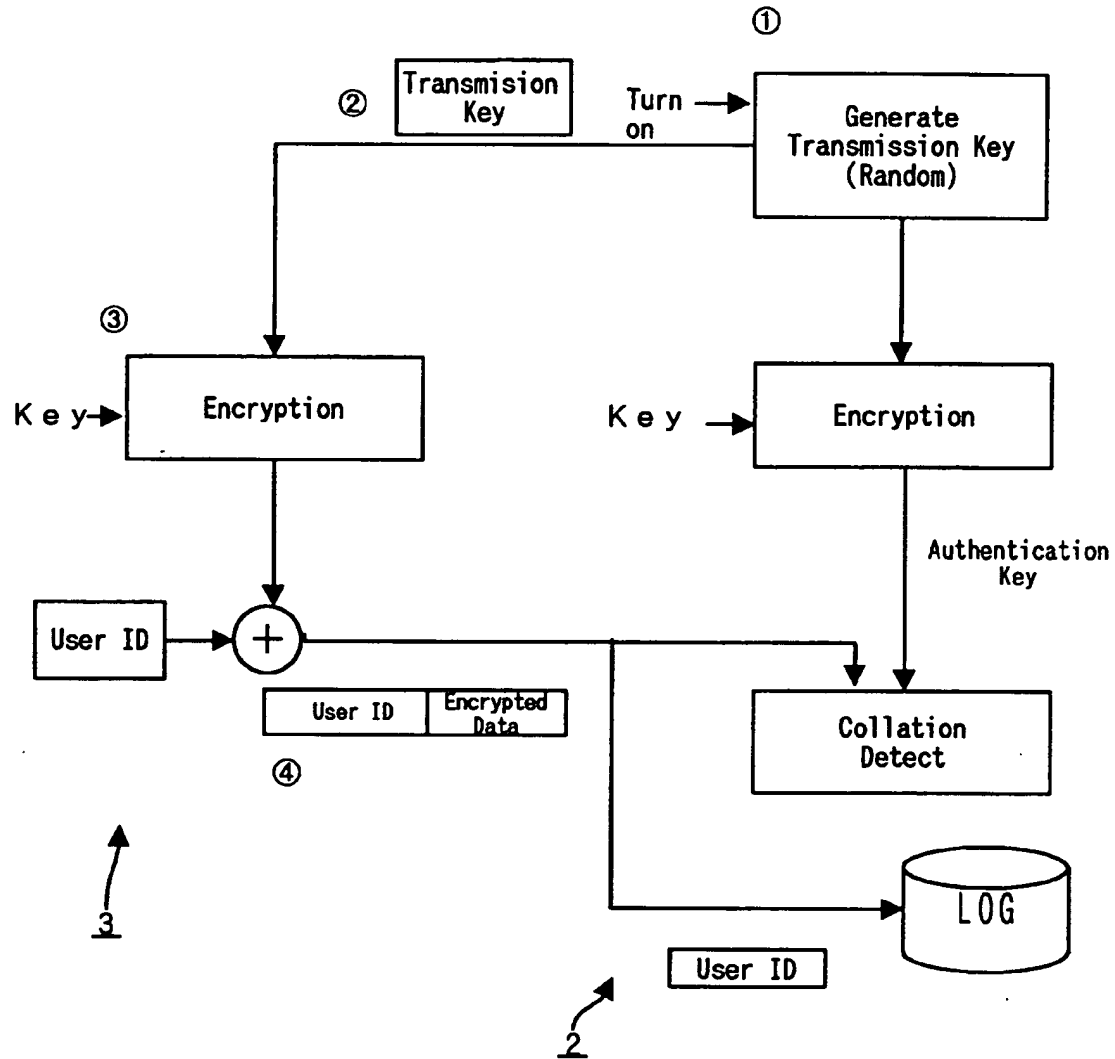 ①
Transmision
Key
②
Turn
on
Generate
Transmission Key
(Random)
③
Key
Encryption
Key
Encryption
Authentication
Key
User ID
+
User ID
Encrypted
Data
④
Collation
Detect
3
LOG
User ID
2